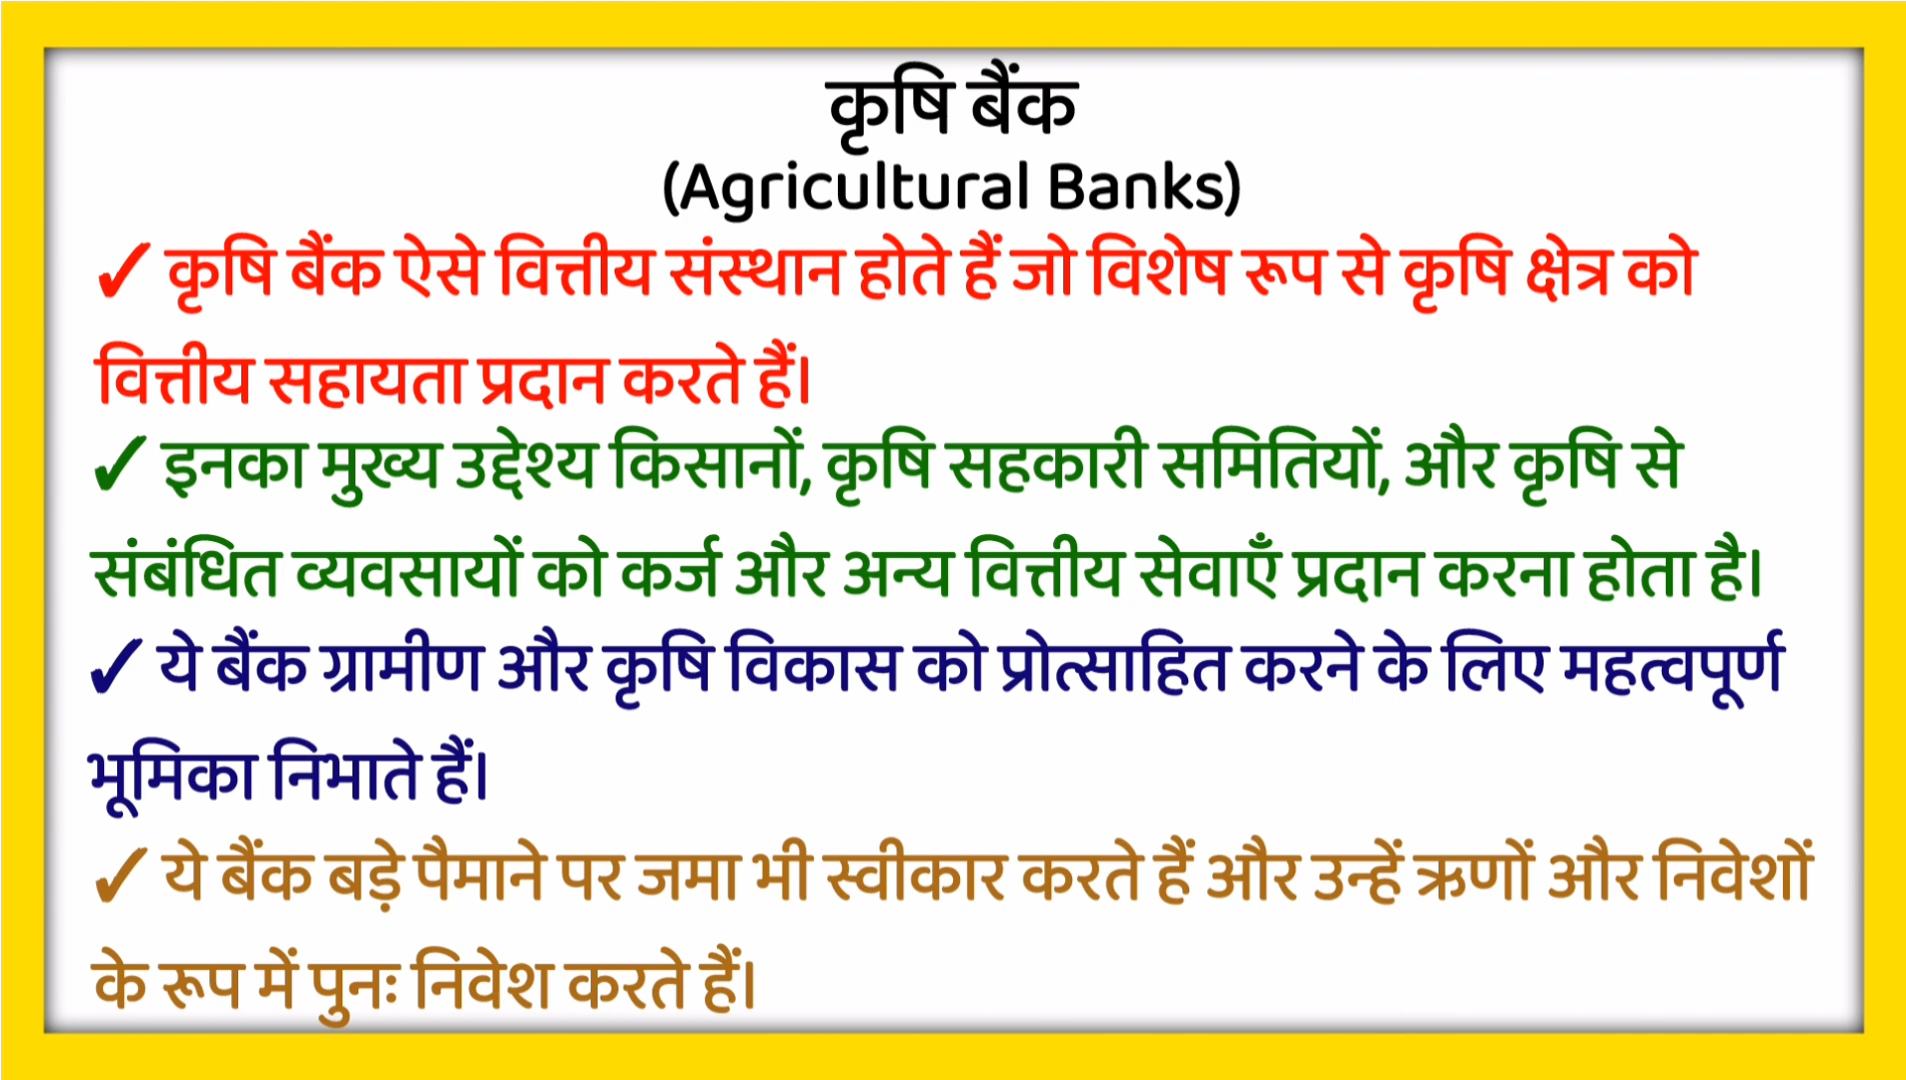 कृषि बैंक
(Agricultural Banks)
✓ कृषि बैंक ऐसे वित्तीय संस्थान होते हैं जो विशेष रूप से कृषि क्षेत्र को
वित्तीय सहायता प्रदान करते हैं।
✓ इनका मुख्य उद्देश्य किसानों, कृषि सहकारी समितियों, और कृषि से
संबंधित व्यवसायों को कर्ज और अन्य वित्तीय सेवाएँ प्रदान करना होता है।
✓ ये बैंक ग्रामीण और कृषि विकास को प्रोत्साहित करने के लिए महत्वपूर्ण
भूमिका निभाते हैं।
✓ ये बैंक बड़े पैमाने पर जमा भी स्वीकार करते हैं और उन्हें ऋणों और निवेशों
के रूप में पुनः निवेश करते हैं।